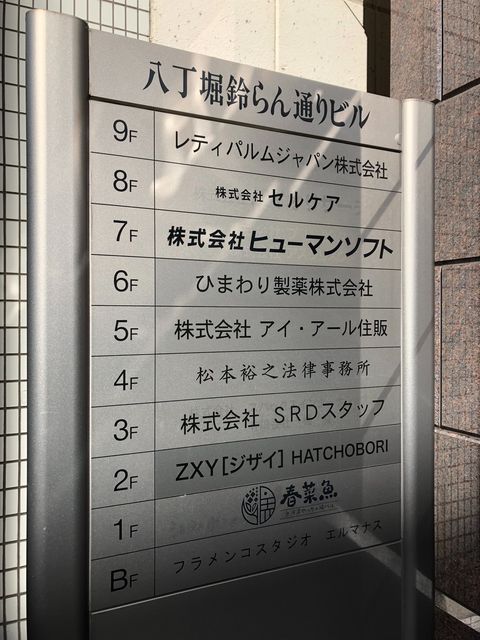 八丁堀鈴らん通りビル
9F レティパルムジャパン株式会社
8F 株式会社 セルケア
7F 株式会社ヒューマンソフト
6F ひまわり製薬株式会社
5F 株式会社 アイ・アール住販
4F 松本裕之法律事務所
3F 株式会社 SRDスタッフ
2F ZXY[ジザイ] HATCHOBORI
1F 春菜魚
BF フラメンコスタジオ エルマナス